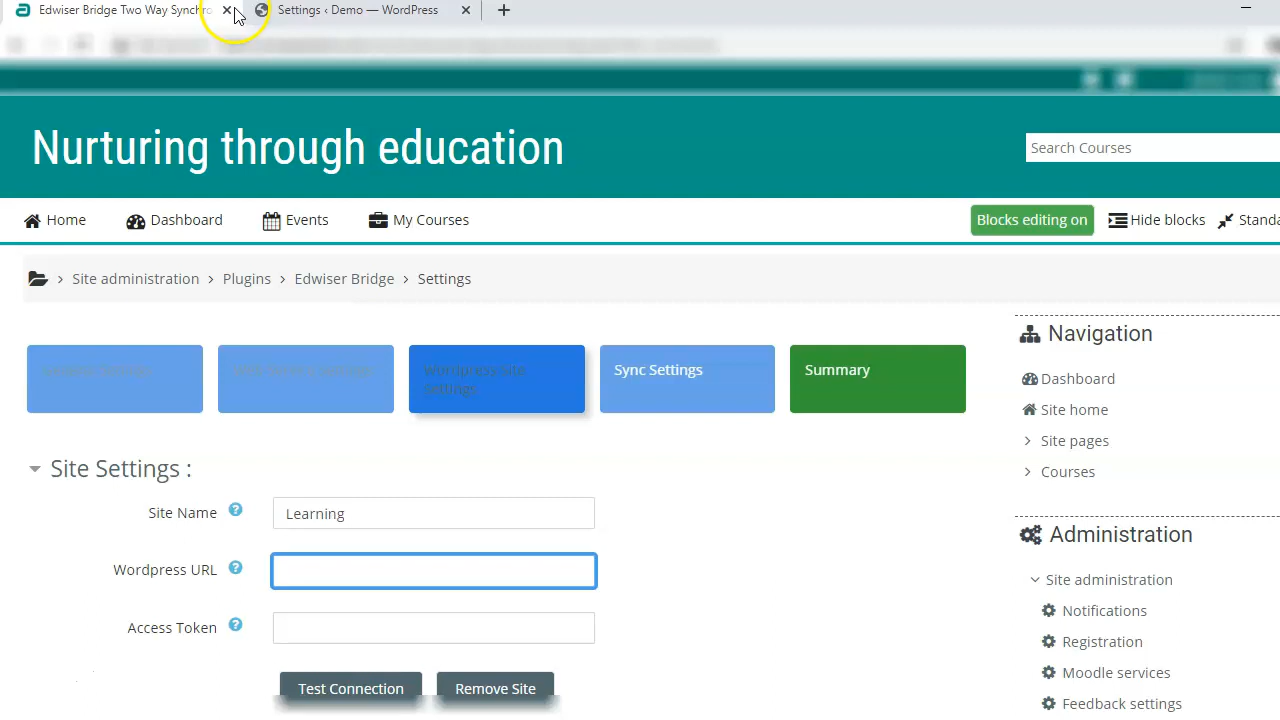 Edwiser Bridge Two Way Synchro
Settings ‹ Demo — WordPress
Nurturing through education
Search Courses
Home
Dashboard
Events
My Courses
Blocks editing on
Hide blocks
Standa
Site administration
Plugins
Edwiser Bridge
Settings
Wordpress site
settings
Sync Settings
Summary
Site Settings :
Site Name
Learning
Wordpress URL
Access Token
Test Connection
Remove Site
Navigation
Dashboard
Site home
Site pages
Courses
Administration
Site administration
Notifications
Registration
Moodle services
Feedback settings